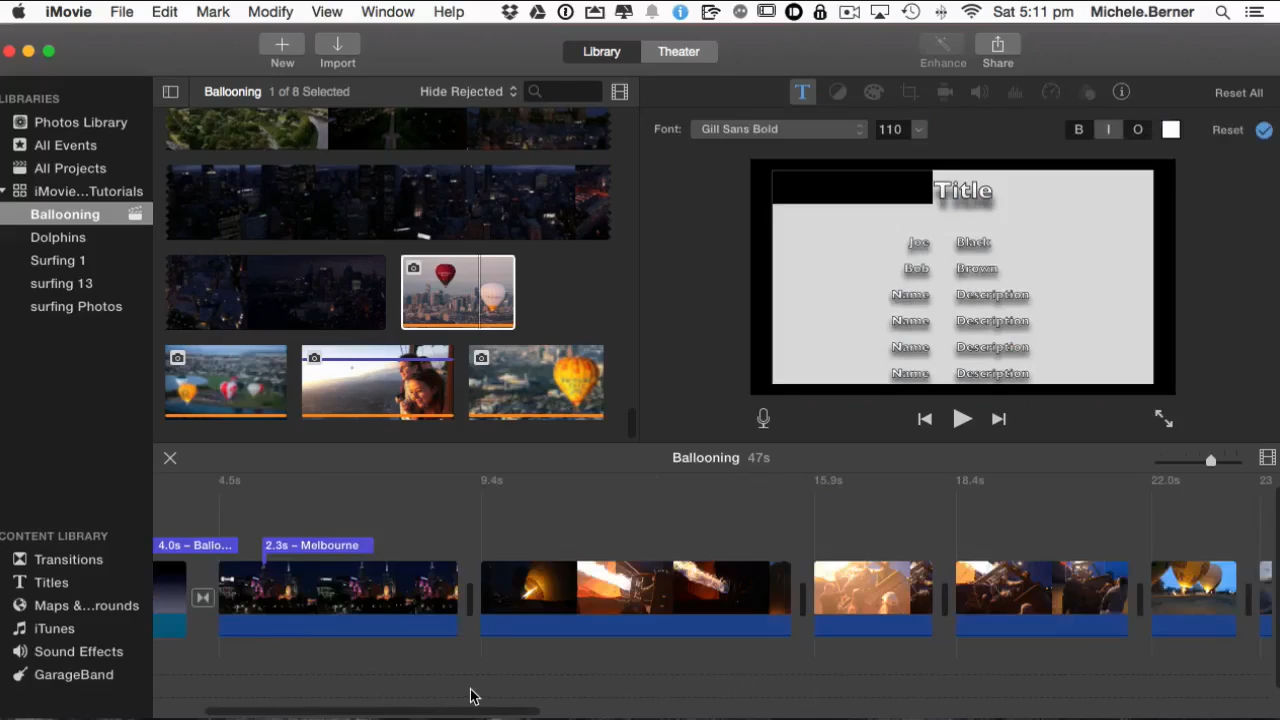 iMovie File Edit Mark Modify View Window Help Sat 5:11 pm Michele.Berner
New Import Library Theater Enhance Share
LIBRARIES
Photos Library
All Events
All Projects
iMovie...Tutorials
Ballooning
Dolphins
Surfing 1
surfing 13
surfing Photos
Ballooning 1 of 8 Selected Hide Rejected
Reset All
Font: Gill Sans Bold 110 B I O Reset
Title
Joe Black
Bob Brown
Name Description
Name Description
Name Description
Name Description
Ballooning 47s
4.5s 9.4s 15.9s 18.4s 22.0s 23
4.0s – Ballo... 2.3s – Melbourne
CONTENT LIBRARY
Transitions
Titles
Maps &...rounds
iTunes
Sound Effects
GarageBand